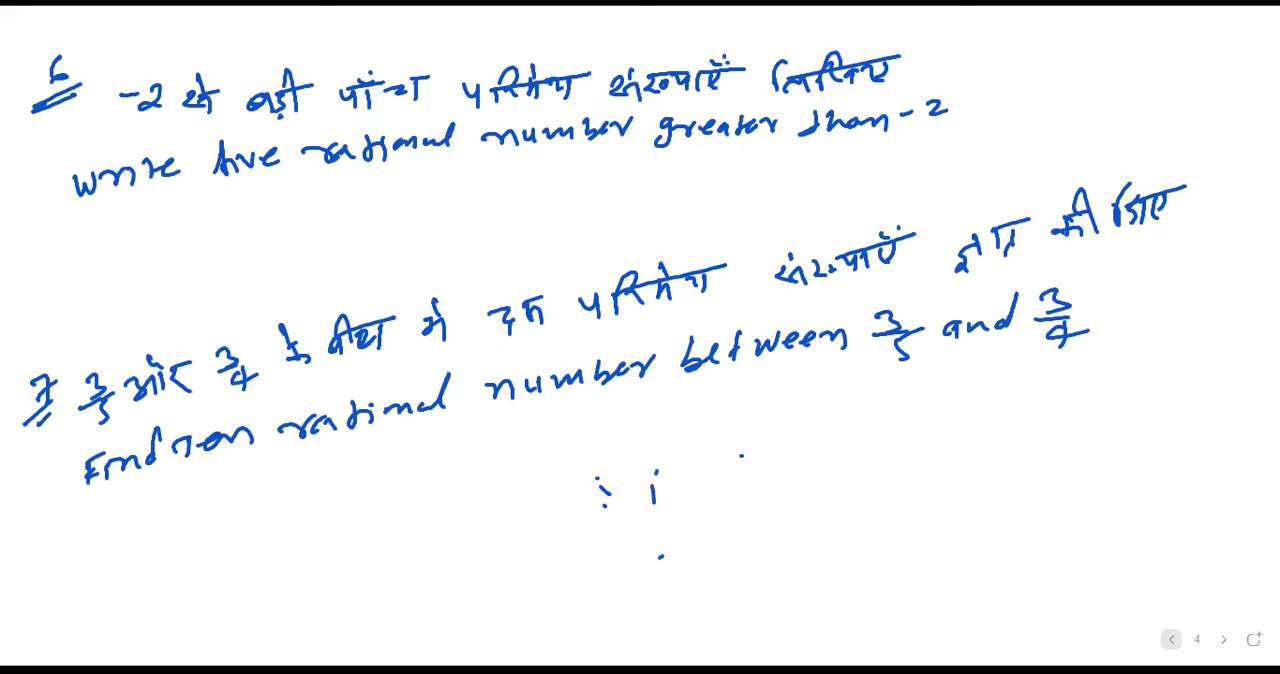 6 -2 से बड़ी पाँच परिमेय संख्याएँ लिखिए
write five rational number greater than -2
7 3/5 और 3/4 के बीच में दस परिमेय संख्याएँ ज्ञात कीजिए
Find ten rational number between 3/5 and 3/4
4